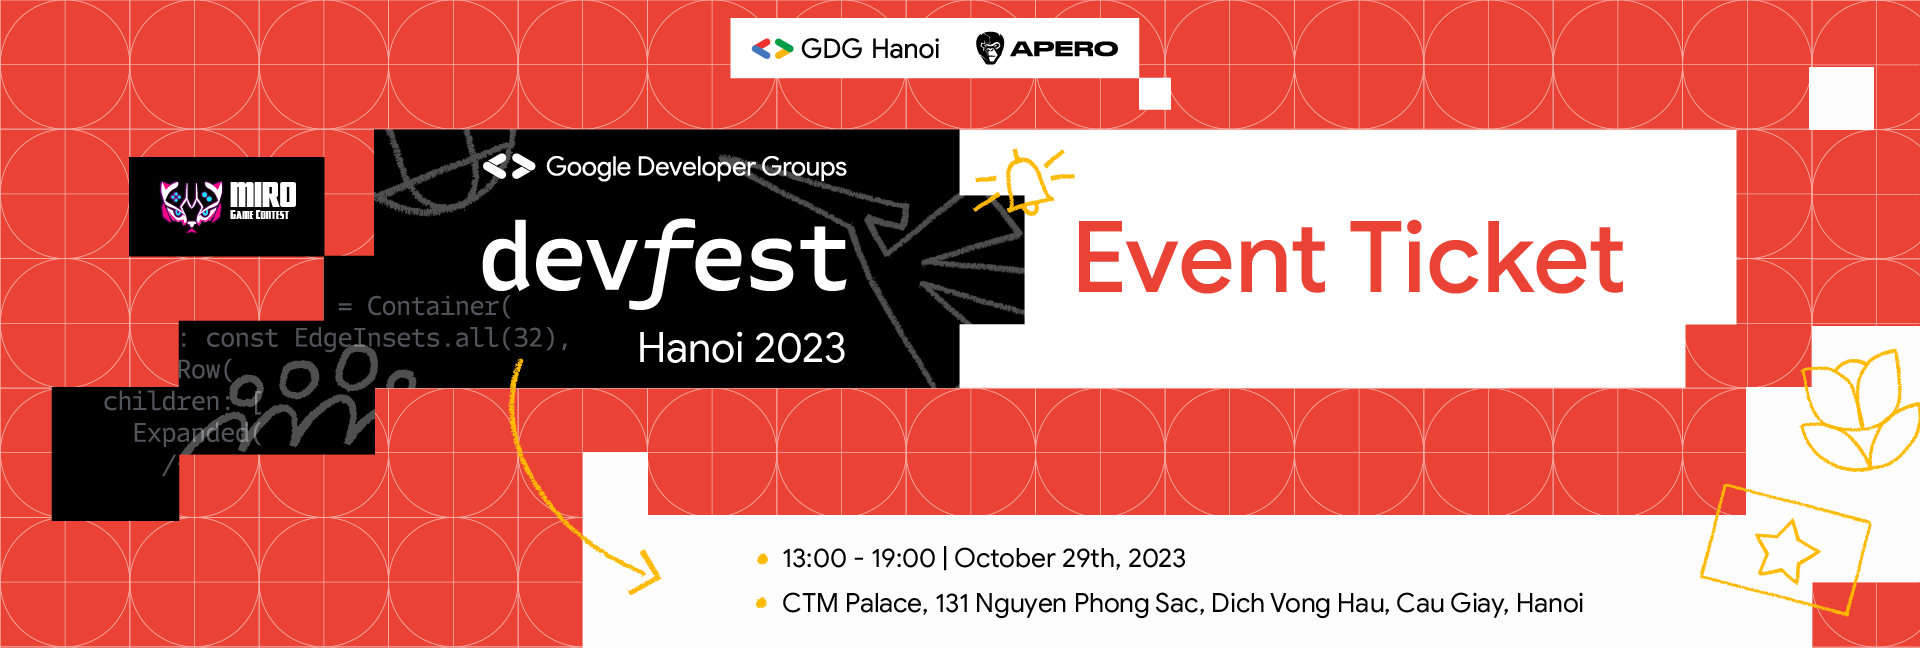 GDG Hanoi
APERO
MIRO
GAME CONTEST
Google Developer Groups
devfest
Hanoi 2023
Event Ticket
= Container(
: const EdgeInsets.all(32),
Row(
children: [
Expanded(
/
13:00 - 19:00 | October 29th, 2023
CTM Palace, 131 Nguyen Phong Sac, Dich Vong Hau, Cau Giay, Hanoi